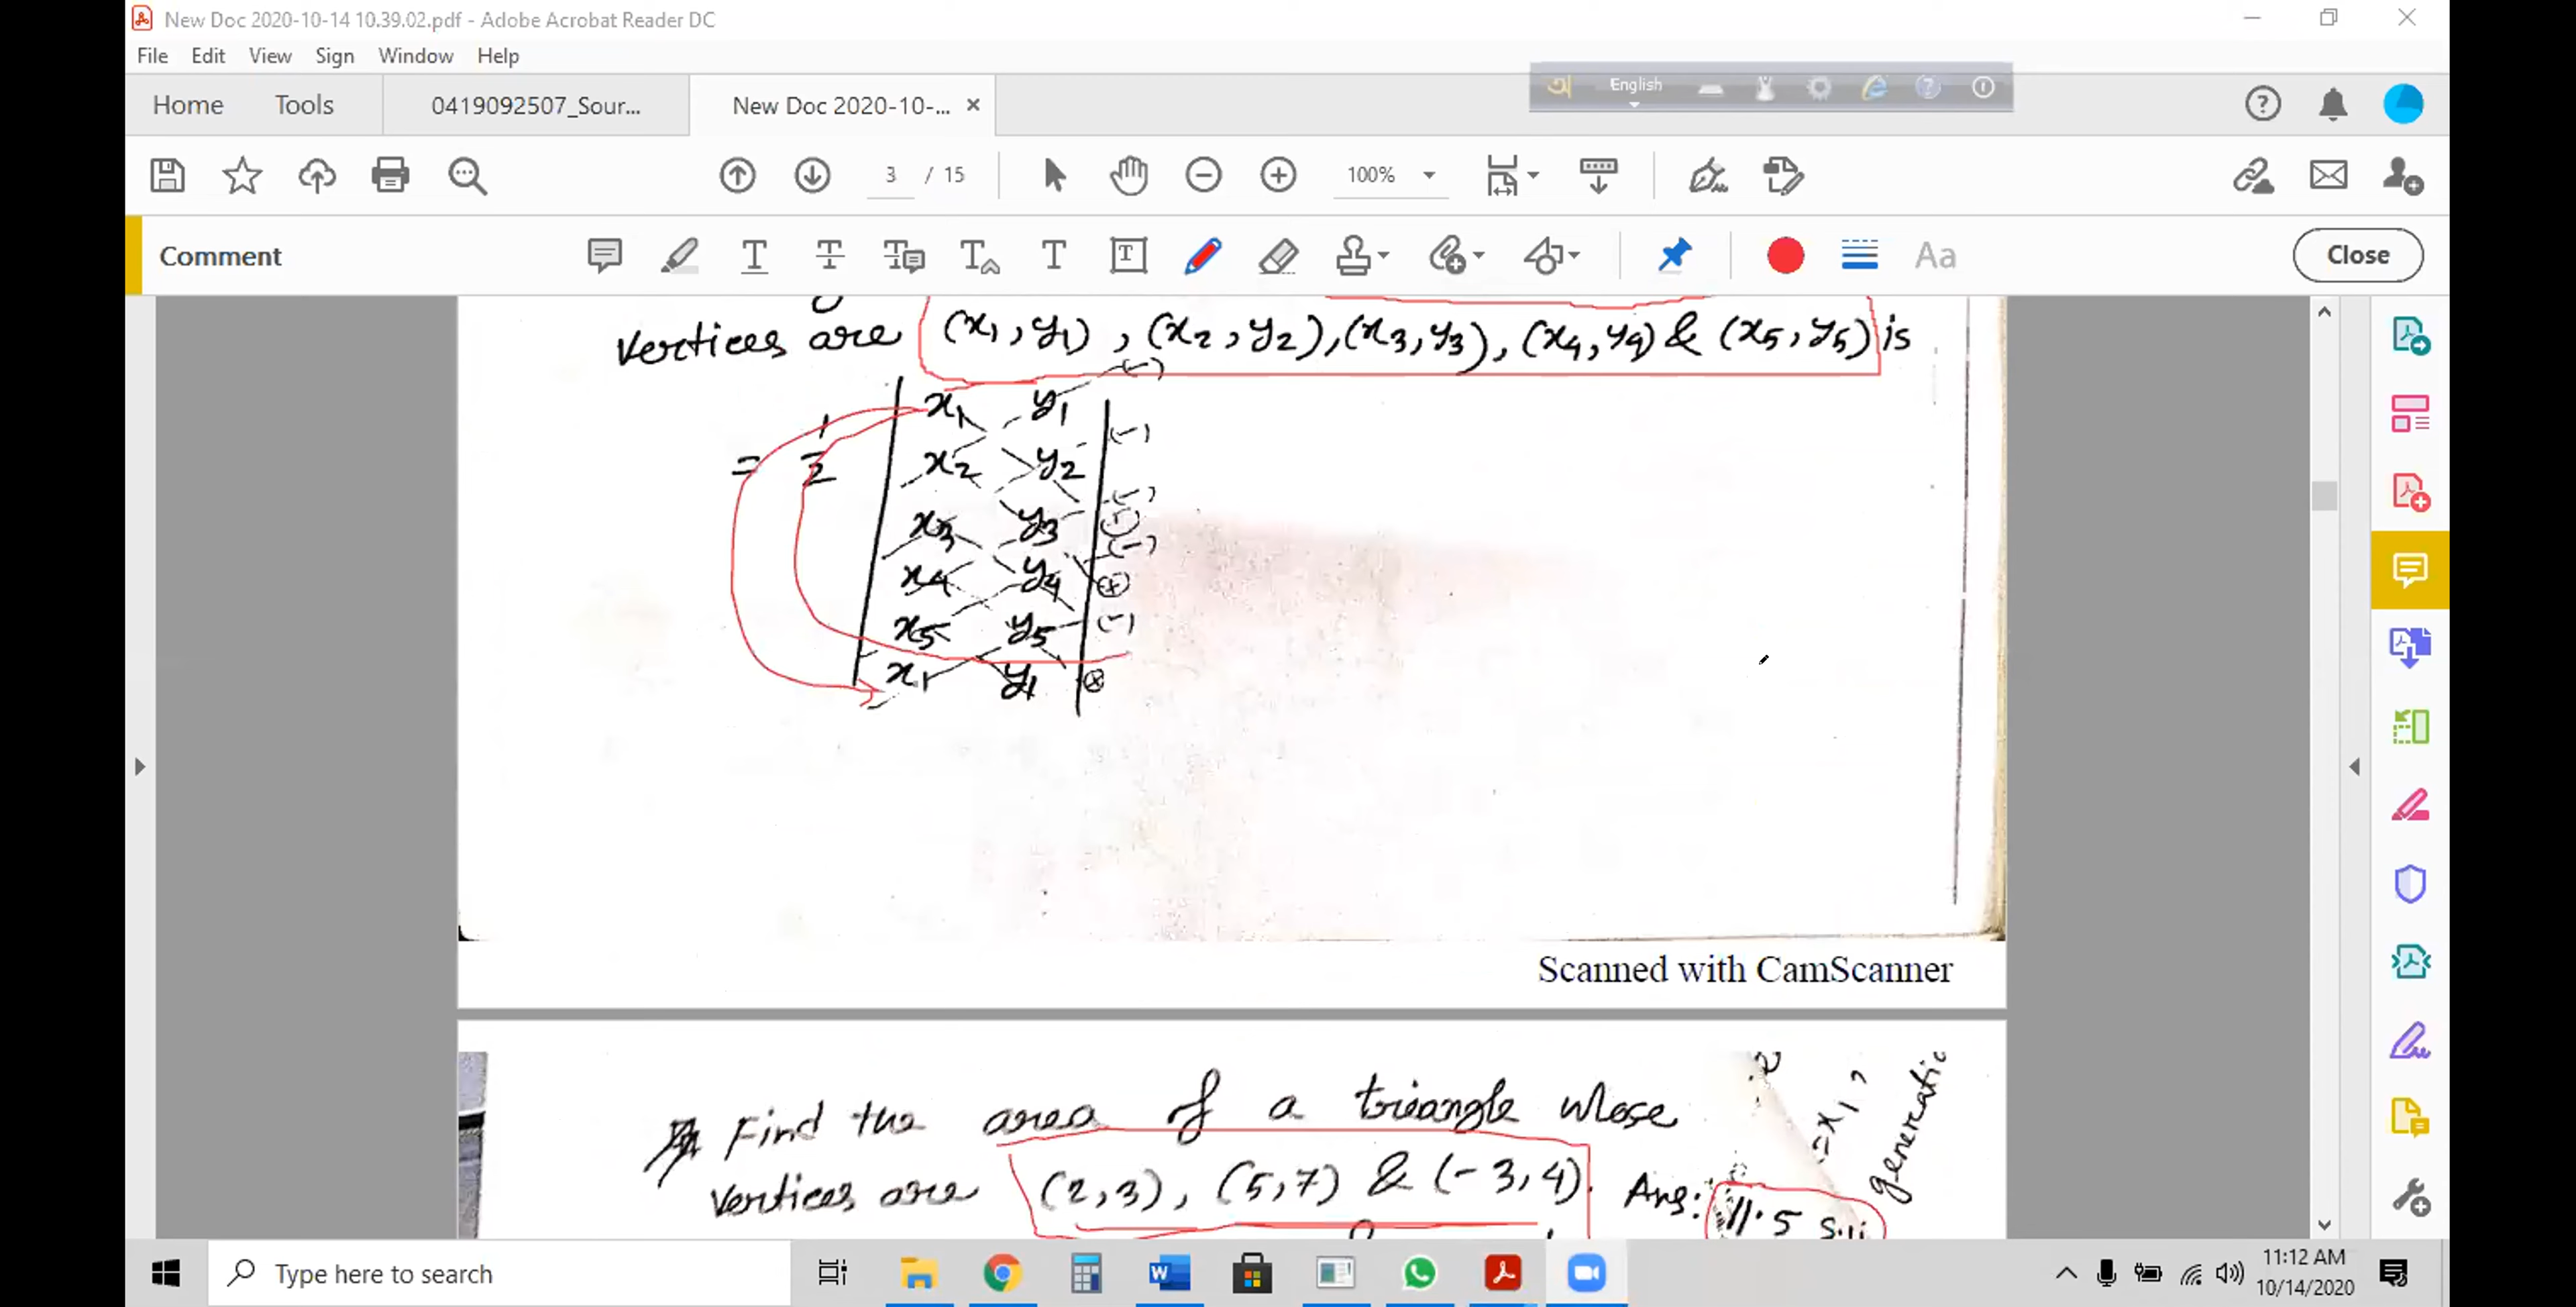 New Doc 2020-10-14 10.39.02.pdf - Adobe Acrobat Reader DC
File Edit View Sign Window Help
English
Home Tools 0419092507_Sour... New Doc 2020-10-... ×
3 / 15 100%
Comment Close
Vertices are (x1, y1), (x2, y2), (x3, y3), (x4, y4) & (x5, y5) is
x1 y1 (-)
= 1/2 x2 y2 (-)
(-)
x3 y3 (+)
(-)
x4 y4 (+)
x5 y5 (-)
x1 y1
Scanned with CamScanner
Find the area of a triangle whose
vertices are (2,3), (5,7) & (-3,4). Ans: 11.5
=x1,
Type here to search
11:12 AM
10/14/2020